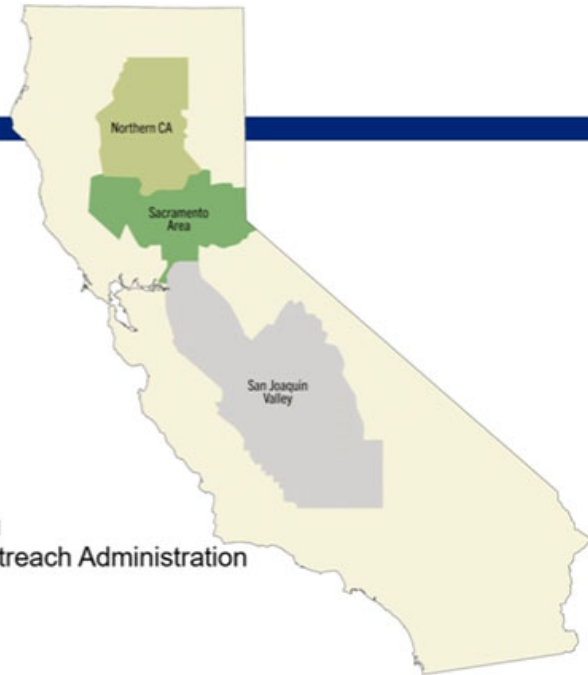 Northern CA
Sacramento
Area
San Joaquin
Valley
treach Administration